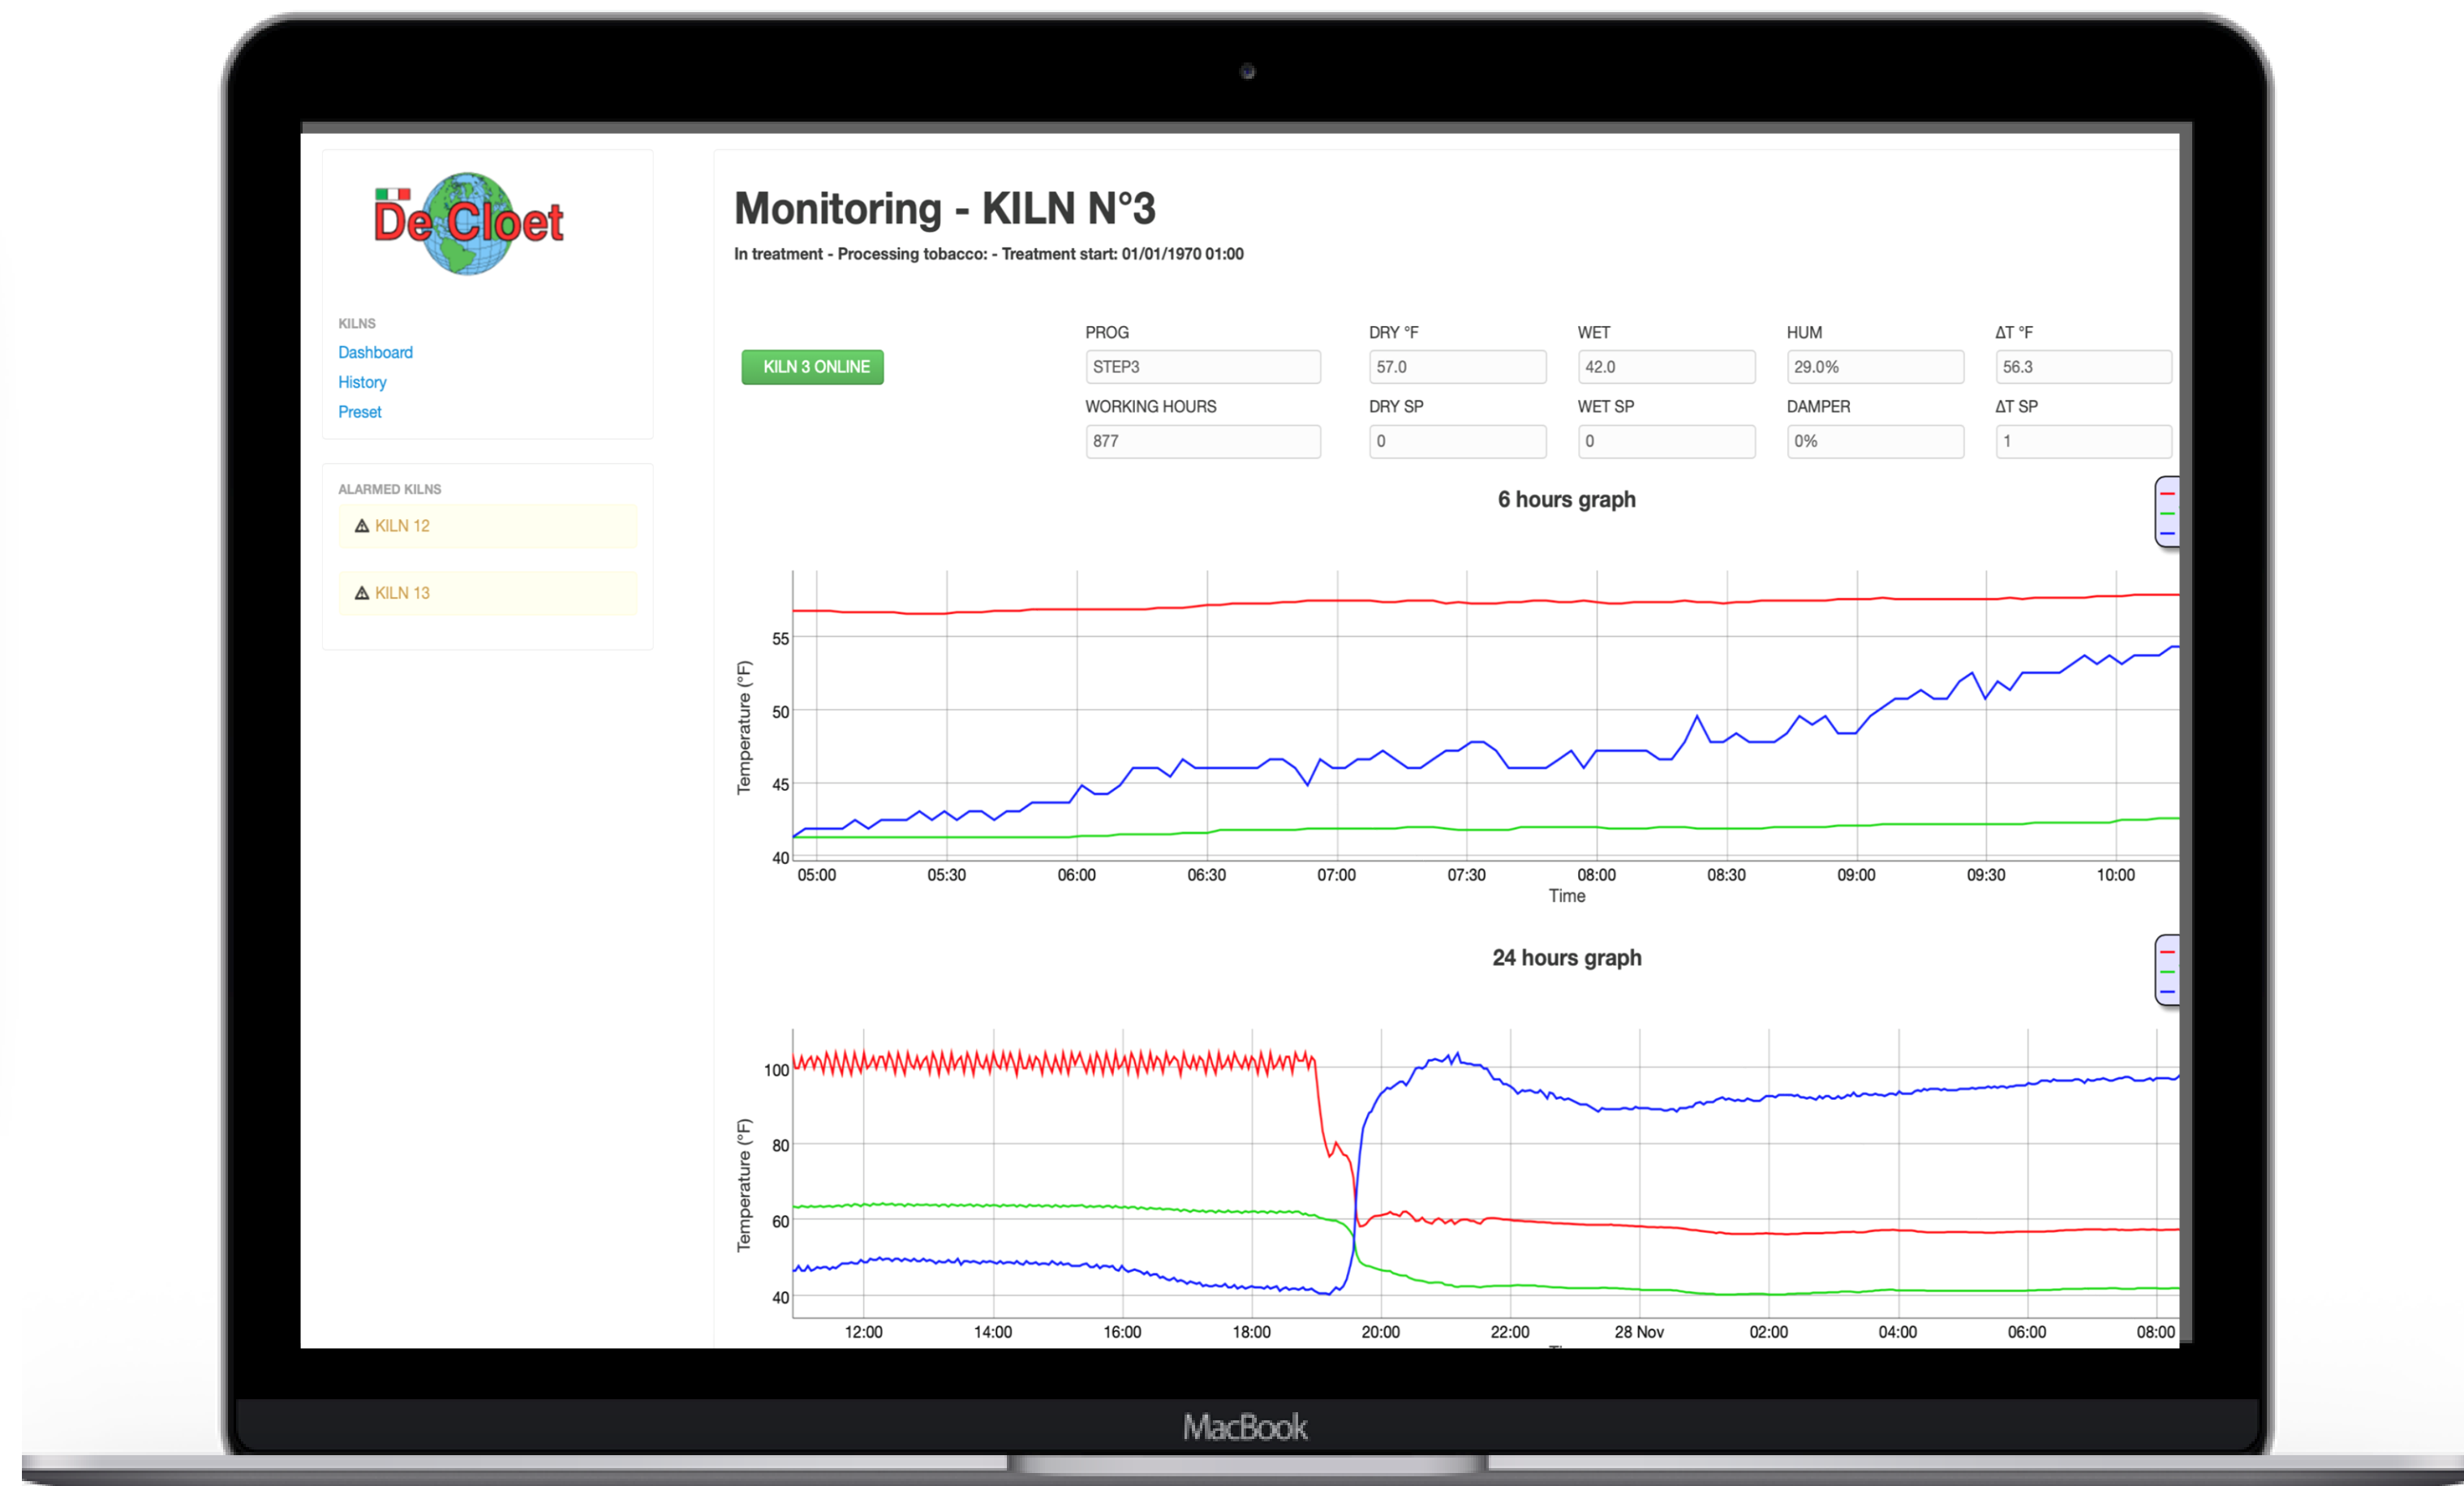 De Cloet
KILNS
Dashboard
History
Preset
ALARMED KILNS
KILN 12
KILN 13
Monitoring - KILN N°3
In treatment - Processing tobacco: - Treatment start: 01/01/1970 01:00
KILN 3 ONLINE
PROG DRY °F WET HUM ΔT °F
STEP3 57.0 42.0 29.0% 56.3
WORKING HOURS DRY SP WET SP DAMPER ΔT SP
877 0 0 0% 1
6 hours graph
Temperature (°F)
55
50
45
40
05:00 05:30 06:00 06:30 07:00 07:30 08:00 08:30 09:00 09:30 10:00
Time
24 hours graph
Temperature (°F)
100
80
60
40
12:00 14:00 16:00 18:00 20:00 22:00 28 Nov 02:00 04:00 06:00 08:00
MacBook